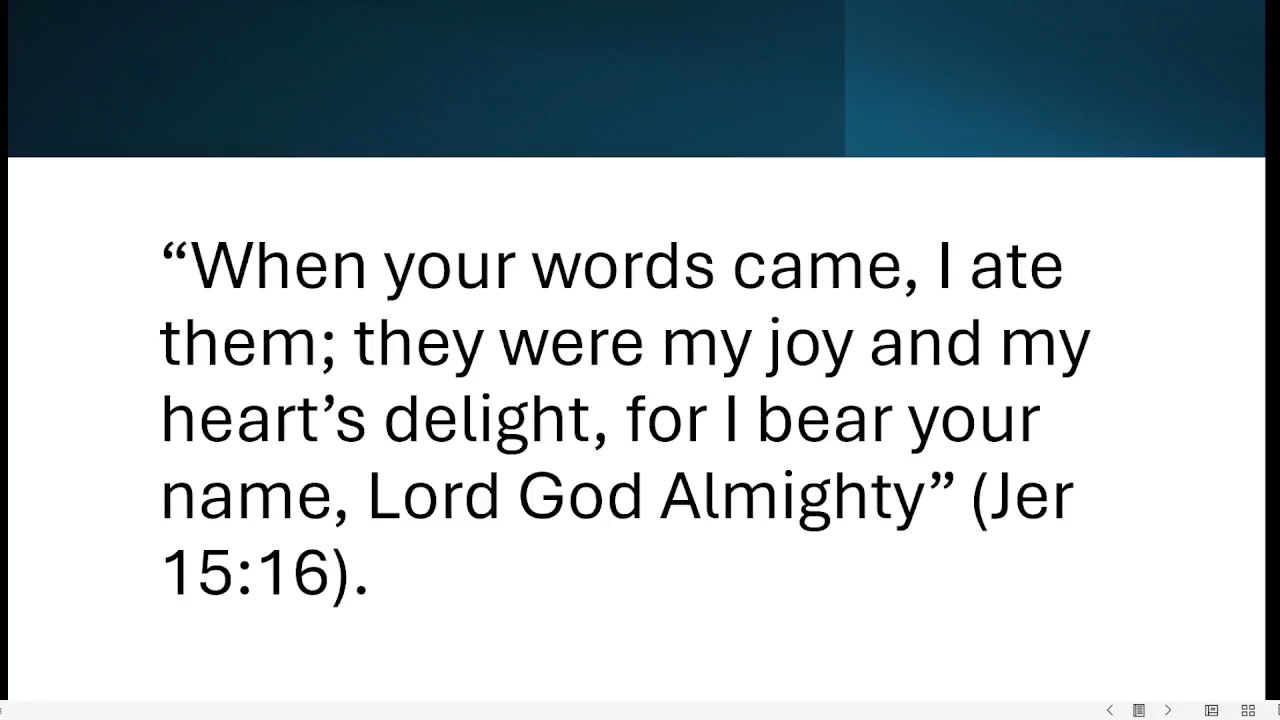 “When your words came, I ate
them; they were my joy and my
heart’s delight, for I bear your
name, Lord God Almighty” (Jer
15:16).